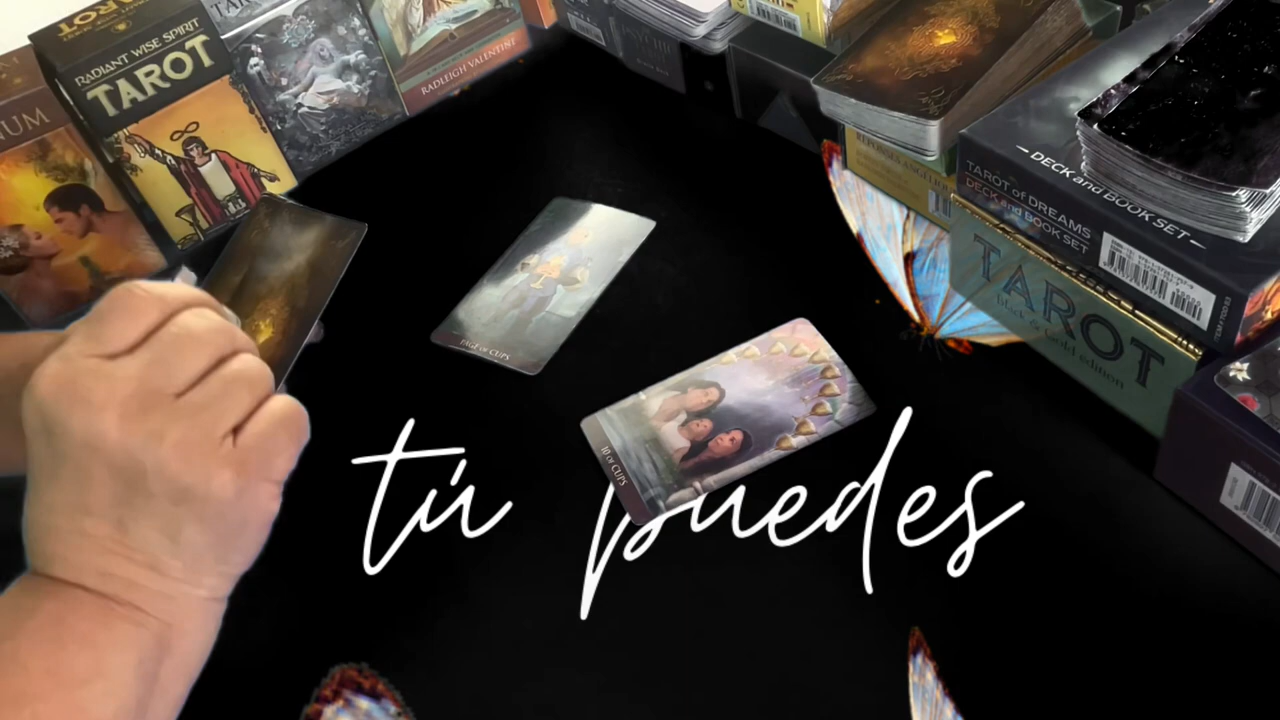 RADIANT WISE SPIRIT
TAROT
RADLEIGH VALENTINE
TAROT of DREAMS
DECK and BOOK SET
DECK and BOOK SET
TAROT
Black & Gold edition
PAGE OF CUPS
10 OF CUPS
tú puedes